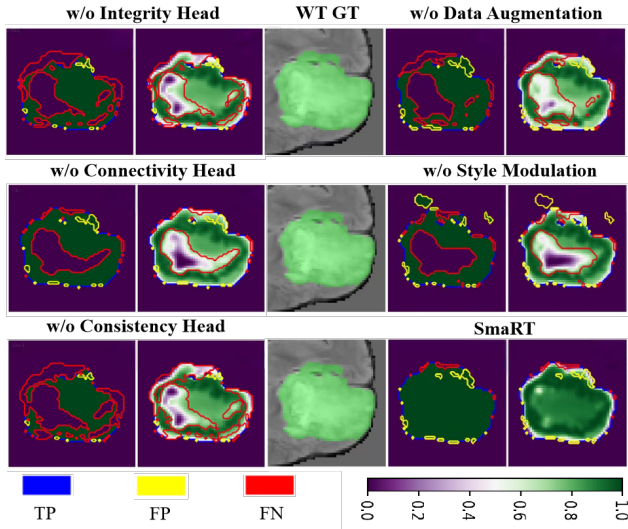 w/o Integrity Head WT GT w/o Data Augmentation
w/o Connectivity Head w/o Style Modulation
w/o Consistency Head SmaRT
TP FP FN
0.0 0.2 0.4 0.6 0.8 1.0